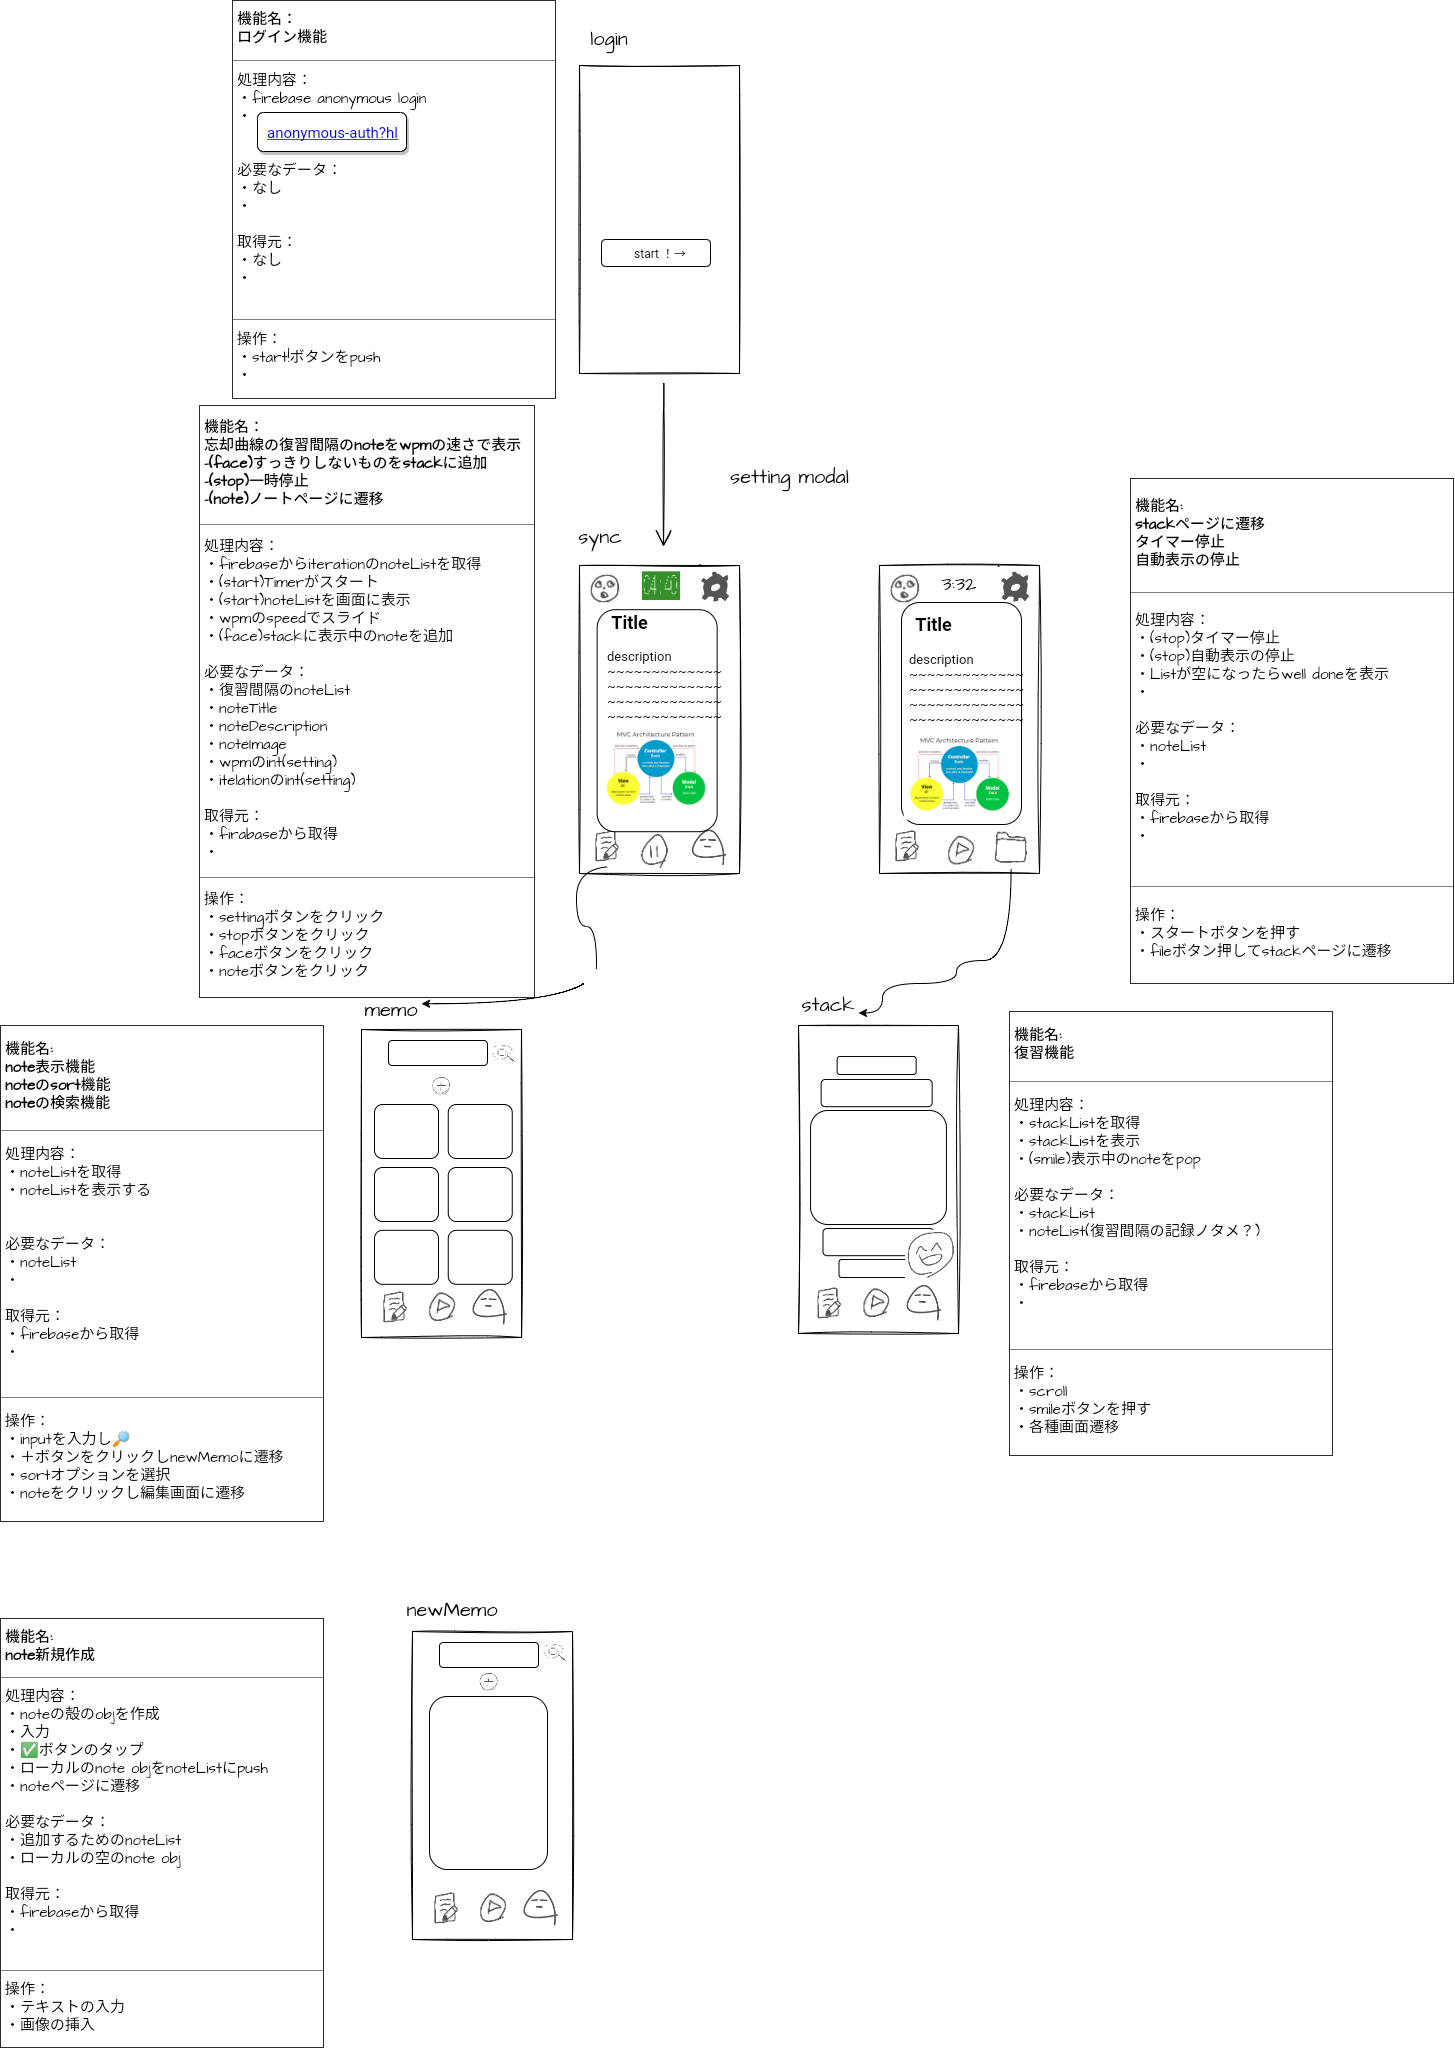 機能名：
ログイン機能
処理内容：
・firebase anonymous login
・
anonymous-auth?hl
必要なデータ：
・なし
・
取得元：
・なし
・
操作：
・start!ボタンをpush
・
login
start ！→
機能名：
忘却曲線の復習間隔のnoteをwpmの速さで表示
-(face)すっきりしないものをstackに追加
-(stop)一時停止
-(note)ノートページに遷移
処理内容：
・firebaseからiterationのnoteListを取得
・(start)Timerがスタート
・(start)noteListを画面に表示
・wpmのspeedでスライド
・(face)stackに表示中のnoteを追加
必要なデータ：
・復習間隔のnoteList
・noteTitle
・noteDescription
・noteImage
・wpmのint(setting)
・itelationのint(setting)
取得元：
・firabaseから取得
・
操作：
・settingボタンをクリック
・stopボタンをクリック
・faceボタンをクリック
・noteボタンをクリック
setting modal
sync
04:40
Title
description
~~~~~~~~~~~~~
~~~~~~~~~~~~~
~~~~~~~~~~~~~
~~~~~~~~~~~~~
MVC Architecture Pattern
Controller
Brain
View
UI
Model
Data
3:32
Title
description
~~~~~~~~~~~~~
~~~~~~~~~~~~~
~~~~~~~~~~~~~
~~~~~~~~~~~~~
MVC Architecture Pattern
Controller
Brain
View
UI
Model
Data
機能名:
stackページに遷移
タイマー停止
自動表示の停止
処理内容：
・(stop)タイマー停止
・(stop)自動表示の停止
・Listが空になったらwell doneを表示
・
必要なデータ：
・noteList
・
取得元：
・firebaseから取得
・
操作：
・スタートボタンを押す
・fileボタン押してstackページに遷移
memo
機能名:
note表示機能
noteのsort機能
noteの検索機能
処理内容：
・noteListを取得
・noteListを表示する
必要なデータ：
・noteList
・
取得元：
・firebaseから取得
・
操作：
・inputを入力し🔎
・＋ボタンをクリックしnewMemoに遷移
・sortオプションを選択
・noteをクリックし編集画面に遷移
stack
機能名:
復習機能
処理内容：
・stackListを取得
・stackListを表示
・(smile)表示中のnoteをpop
必要なデータ：
・stackList
・noteList(復習間隔の記録ノタメ？)
取得元：
・firebaseから取得
・
操作：
・scroll
・smileボタンを押す
・各種画面遷移
newMemo
機能名:
note新規作成
処理内容：
・noteの殻のobjを作成
・入力
・✅ボタンのタップ
・ローカルのnote objをnoteListにpush
・noteページに遷移
必要なデータ：
・追加するためのnoteList
・ローカルの空のnote obj
取得元：
・firebaseから取得
・
操作：
・テキストの入力
・画像の挿入